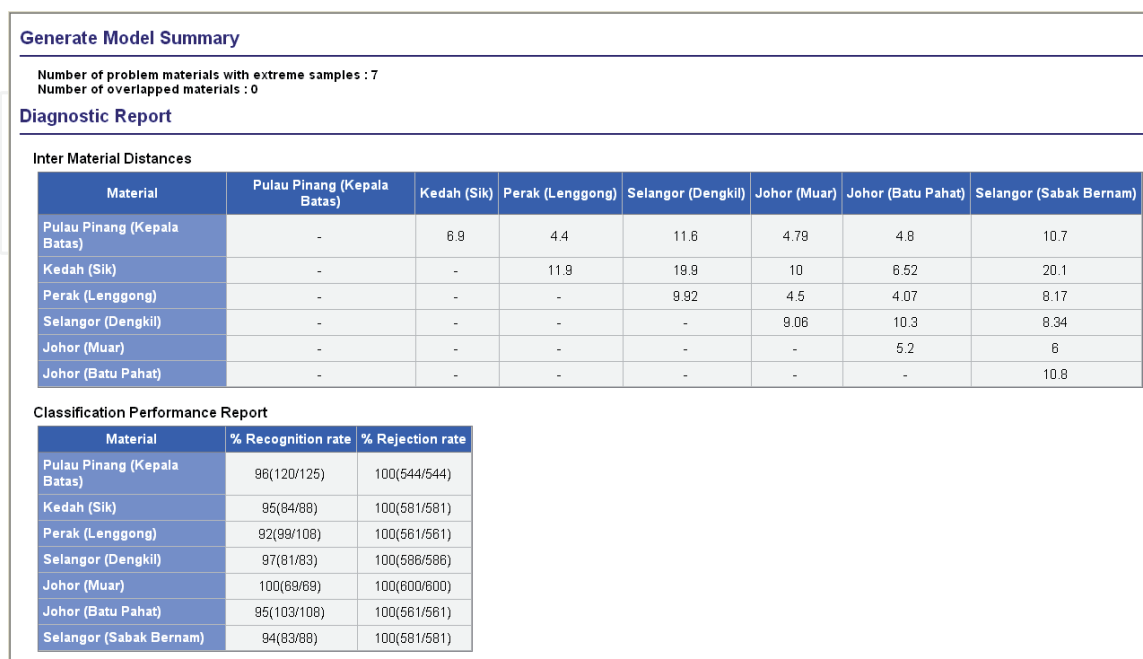 Generate Model Summary
Number of problem materials with extreme samples : 7
Number of overlapped materials : 0
Diagnostic Report
Inter Material Distances
Material Pulau Pinang (Kepala Batas) Kedah (Sik) Perak (Lenggong) Selangor (Dengkil) Johor (Muar) Johor (Batu Pahat) Selangor (Sabak Bernam)
Pulau Pinang (Kepala Batas) - 6.9 4.4 11.6 4.79 4.8 10.7
Kedah (Sik) - - 11.9 19.9 10 6.52 20.1
Perak (Lenggong) - - - 9.92 4.5 4.07 8.17
Selangor (Dengkil) - - - - 9.06 10.3 8.34
Johor (Muar) - - - - - 5.2 6
Johor (Batu Pahat) - - - - - - 10.8
Classification Performance Report
Material % Recognition rate % Rejection rate
Pulau Pinang (Kepala Batas) 96(120/125) 100(544/544)
Kedah (Sik) 95(84/88) 100(581/581)
Perak (Lenggong) 92(99/108) 100(561/561)
Selangor (Dengkil) 97(81/83) 100(586/586)
Johor (Muar) 100(69/69) 100(600/600)
Johor (Batu Pahat) 95(103/108) 100(561/561)
Selangor (Sabak Bernam) 94(83/88) 100(581/581)